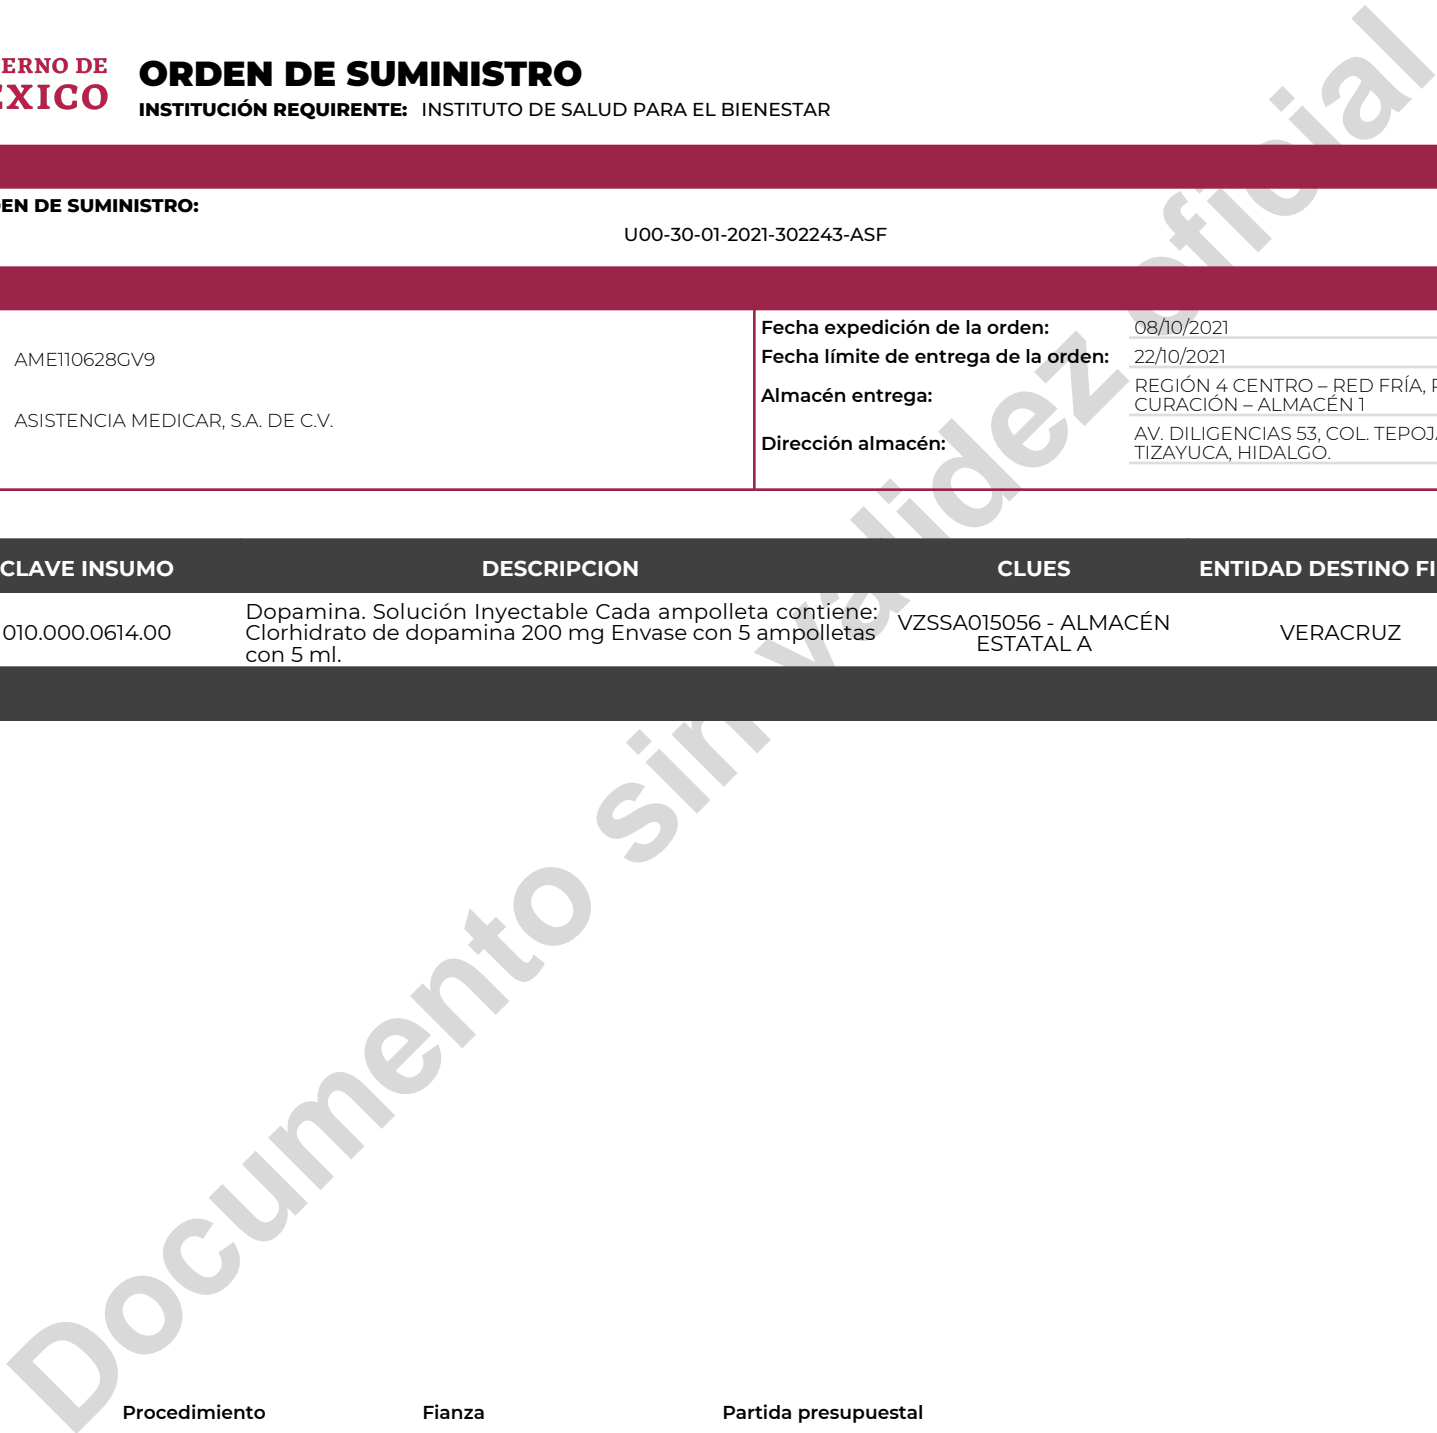 ERNO DE
ÉXICO
ORDEN DE SUMINISTRO
INSTITUCIÓN REQUIRENTE: INSTITUTO DE SALUD PARA EL BIENESTAR
EN DE SUMINISTRO:
U00-30-01-2021-302243-ASF
AME110628GV9
ASISTENCIA MEDICAR, S.A. DE C.V.
Fecha expedición de la orden: 08/10/2021
Fecha límite de entrega de la orden: 22/10/2021
Almacén entrega: REGIÓN 4 CENTRO – RED FRÍA,
CURACIÓN – ALMACÉN 1
Dirección almacén: AV. DILIGENCIAS 53, COL. TEPOJA
TIZAYUCA, HIDALGO.
CLAVE INSUMO DESCRIPCION CLUES ENTIDAD DESTINO FI
010.000.0614.00
Dopamina. Solución Inyectable Cada ampolleta contiene:
Clorhidrato de dopamina 200 mg Envase con 5 ampolletas
con 5 ml.
VZSSA015056 - ALMACÉN
ESTATAL A
VERACRUZ
Documento sin validez oficial
Procedimiento Fianza Partida presupuestal